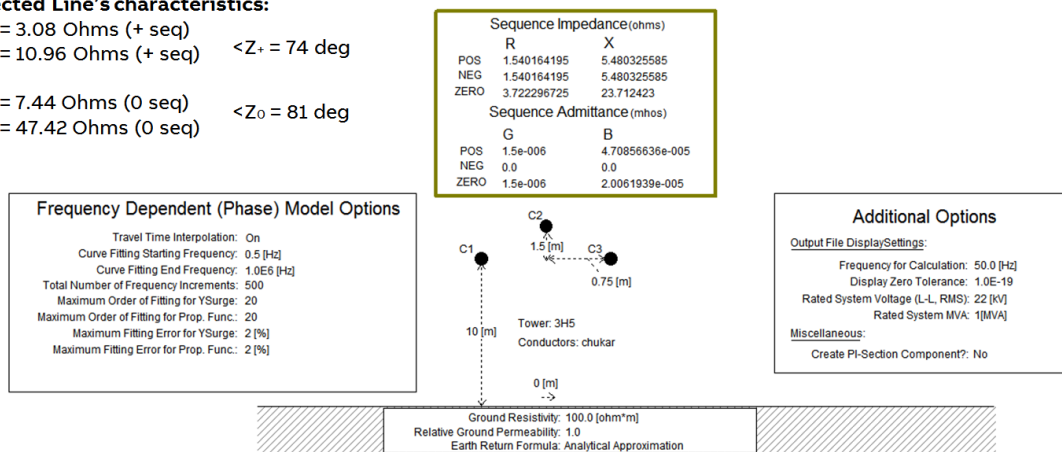 ected Line's characteristics:
= 3.08 Ohms (+ seq)
= 10.96 Ohms (+ seq)
<Z+ = 74 deg
= 7.44 Ohms (0 seq)
= 47.42 Ohms (0 seq)
<Z0 = 81 deg
Sequence Impedance(ohms)
R X
POS 1.540164195 5.480325585
NEG 1.540164195 5.480325585
ZERO 3.722296725 23.712423
Sequence Admittance(mhos)
G B
POS 1.5e-006 4.70856636e-005
NEG 0.0 0.0
ZERO 1.5e-006 2.0061939e-005
Frequency Dependent (Phase) Model Options
Travel Time Interpolation: On
Curve Fitting Starting Frequency: 0.5 [Hz]
Curve Fitting End Frequency: 1.0E6 [Hz]
Total Number of Frequency Increments: 500
Maximum Order of Fitting for YSurge: 20
Maximum Order of Fitting for Prop. Func.: 20
Maximum Fitting Error for YSurge: 2 [%]
Maximum Fitting Error for Prop. Func.: 2 [%]
C2
C1
1.5 [m]
C3
0.75 [m]
10 [m]
Tower: 3H5
Conductors: chukar
0 [m]
Additional Options
Output File DisplaySettings:
Frequency for Calculation: 50.0 [Hz]
Display Zero Tolerance: 1.0E-19
Rated System Voltage (L-L, RMS): 22 [kV]
Rated System MVA: 1[MVA]
Miscellaneous:
Create PI-Section Component?: No
Ground Resistivity: 100.0 [ohm*m]
Relative Ground Permeability: 1.0
Earth Return Formula: Analytical Approximation